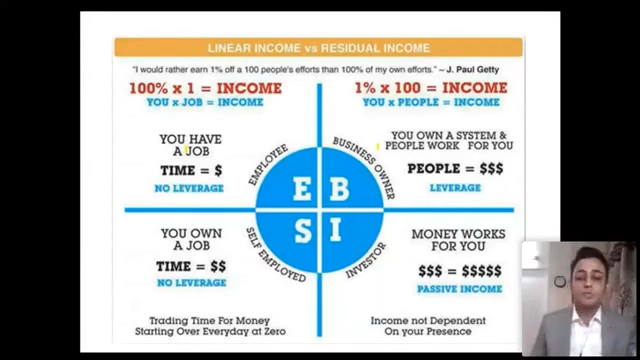 LINEAR INCOME vs RESIDUAL INCOME
"I would rather earn 1% off a 100 people's efforts than 100% of my own efforts." ~ J. Paul Getty
100% x 1 = INCOME
YOU x JOB = INCOME
1% x 100 = INCOME
YOU x PEOPLE = INCOME
YOU HAVE
A JOB
TIME = $
NO LEVERAGE
EMPLOYEE
BUSINESS OWNER
YOU OWN A SYSTEM &
PEOPLE WORK FOR YOU
PEOPLE = $$$
LEVERAGE
E B
S I
YOU OWN
A JOB
TIME = $$
NO LEVERAGE
SELF EMPLOYED
INVESTOR
MONEY WORKS
FOR YOU
$$$ = $$$$$
PASSIVE INCOME
Trading Time For Money
Starting Over Everyday at Zero
Income not Dependent
On your Presence